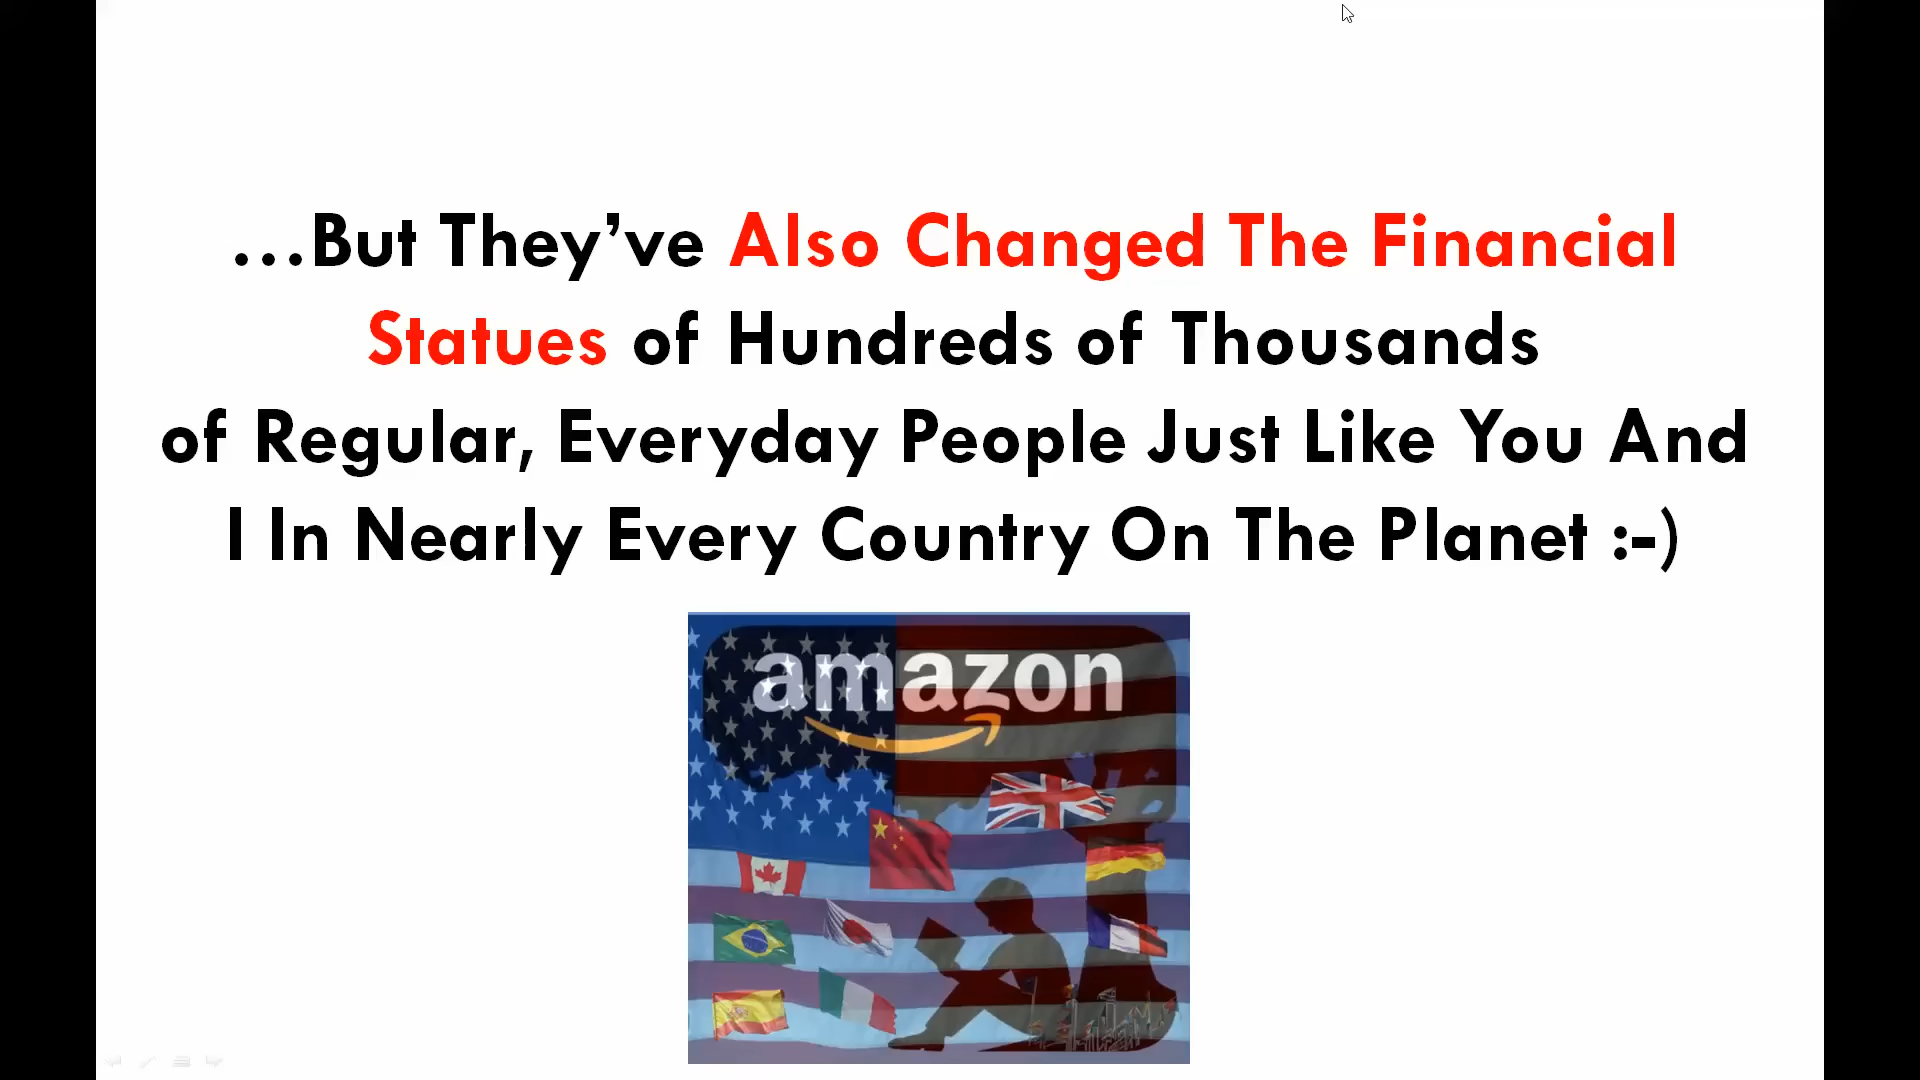 …But They’ve Also Changed The Financial
Statues of Hundreds of Thousands
of Regular, Everyday People Just Like You And
I In Nearly Every Country On The Planet :-)
amazon